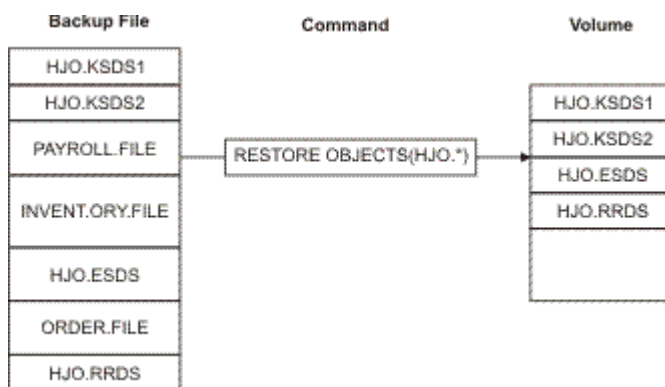 Backup File
Command
Volume
HJO.KSDS1
HJO.KSDS2
PAYROLL.FILE
INVENT.ORY.FILE
HJO.ESDS
ORDER.FILE
HJO.RRDS
RESTORE OBJECTS(HJO.*)
HJO.KSDS1
HJO.KSDS2
HJO.ESDS
HJO.RRDS